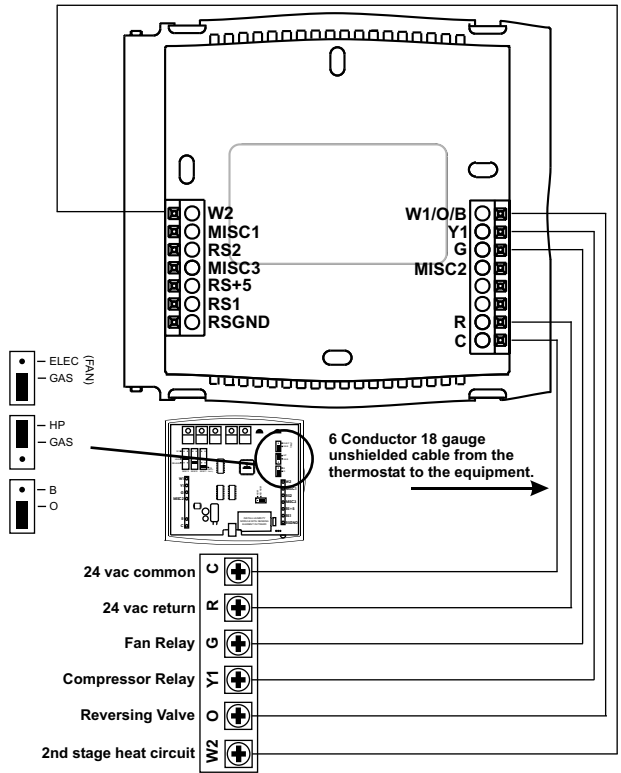 W2
MISC1
RS2
MISC3
RS+5
RS1
RSGND
W1/O/B
Y1
G
MISC2
R
C
ELEC (FAN)
GAS
HP
GAS
B
O
6 Conductor 18 gauge
unshielded cable from the
thermostat to the equipment.
24 vac common C
24 vac return R
Fan Relay G
Compressor Relay Y1
Reversing Valve O
2nd stage heat circuit W2